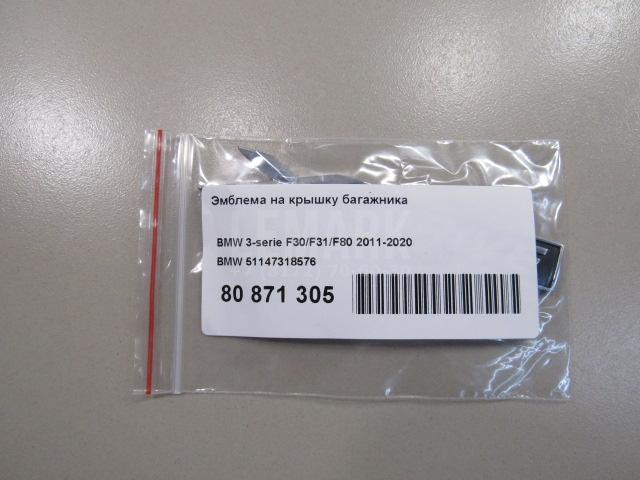 Эмблема на крышку багажника
BMW 3-serie F30/F31/F80 2011-2020
BMW 51147318576
80 871 305